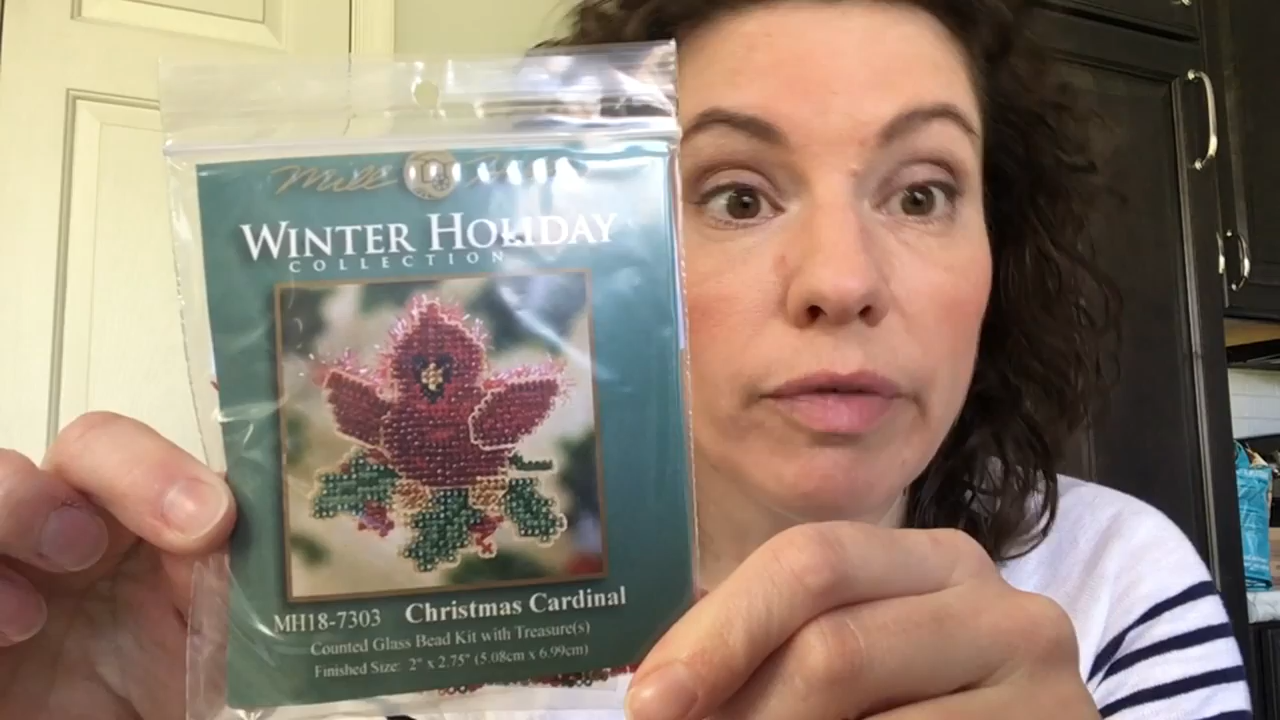 Mill
WINTER HOLIDAY
COLLECTION
MH18-7303 Christmas Cardinal
Counted Glass Bead Kit with Treasure(s)
Finished Size: 2" x 2.75" (5.08cm x 6.99cm)